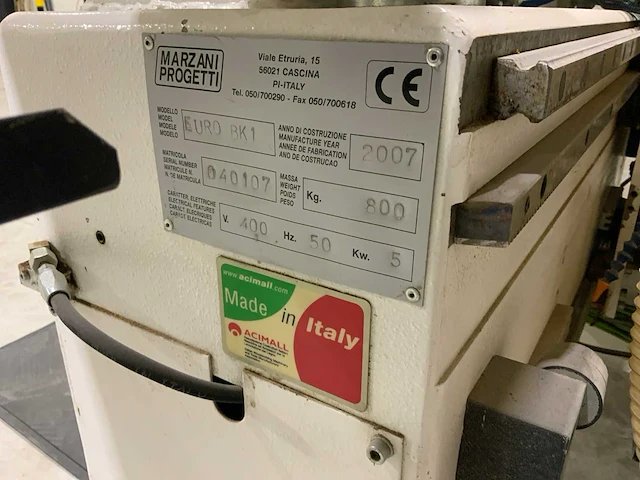 MARZANI
PROGETTI
Viale Etruria, 15
56021 CASCINA
PI-ITALY
Tel. 050/700290 - Fax 050/700618
CE
MODELLO
MODEL
MODELE
MODELO
EURO BK1
ANNO DI COSTRUZIONE
MANUFACTURE YEAR
ANNÉE DE FABRICATION
ANO DE COSTRUCAO
2007
MATRICOLA
SERIAL NUMBER
MATRICULE N.
N. DE MATRICULA
040107
MASSA
WEIGHT
POIDS
PESO
Kg.
800
CARATTER. ELETTRICHE
ELECTRICAL FEATURES
CARACT. ELECTRIQUES
CARACT. ELECTRICAS
V. 400 Hz. 50 Kw. 5
www.acimall.com
Made in Italy
ACIMALL